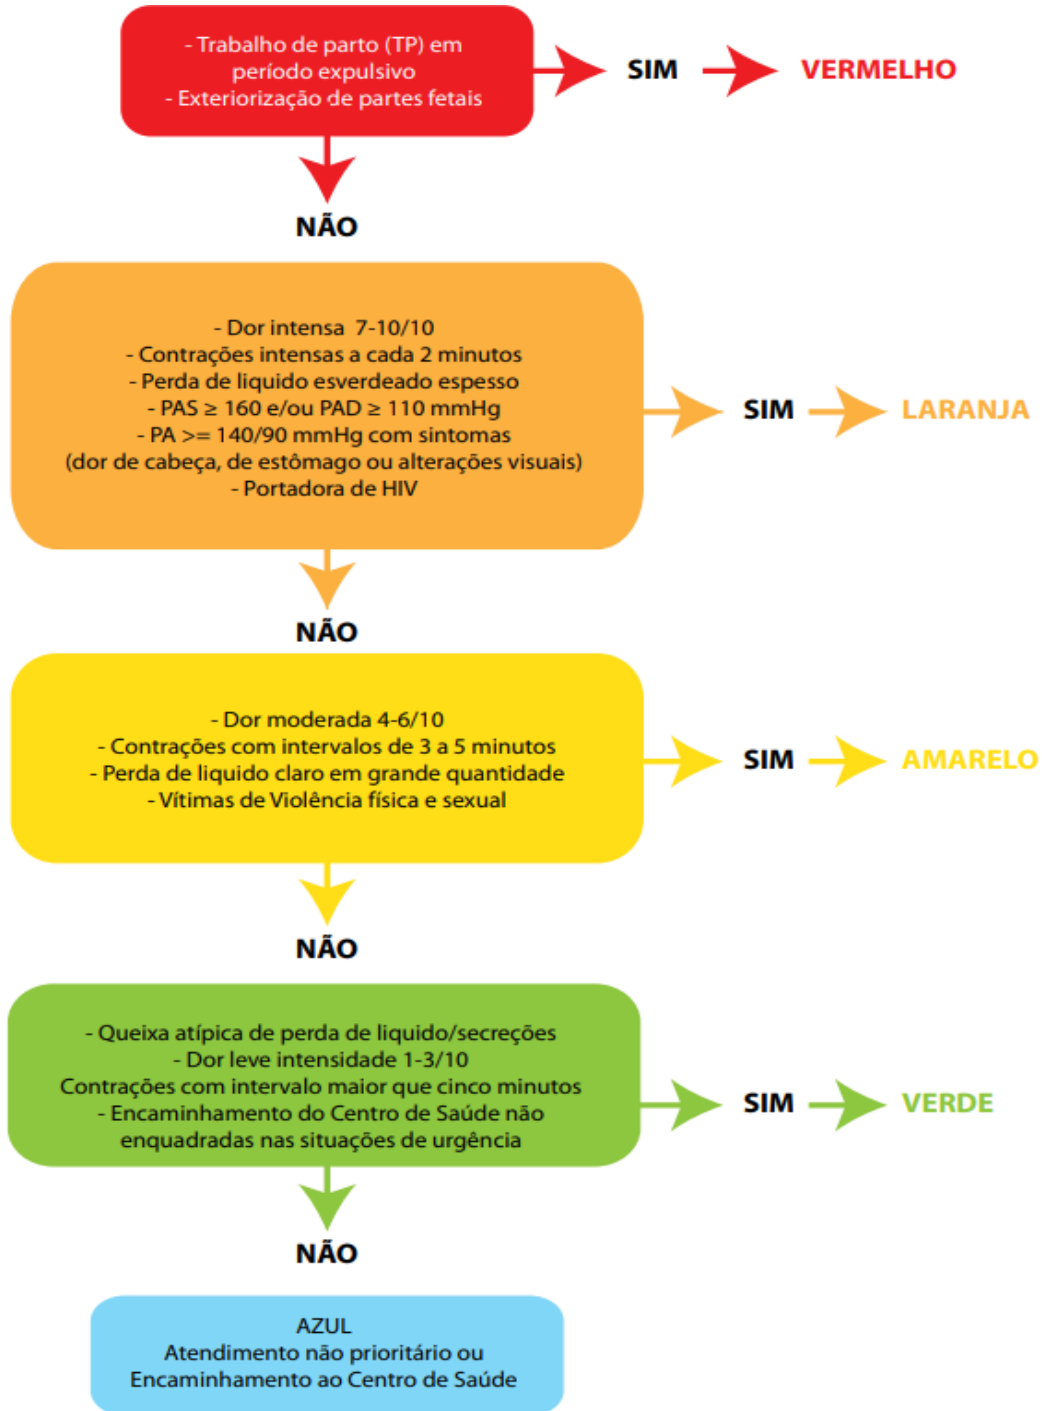 - Trabalho de parto (TP) em
período expulsivo
- Exteriorização de partes fetais
SIM
VERMELHO
NÃO
- Dor intensa 7-10/10
- Contrações intensas a cada 2 minutos
- Perda de liquido esverdeado espesso
- PAS ≥ 160 e/ou PAD ≥ 110 mmHg
- PA >= 140/90 mmHg com sintomas
(dor de cabeça, de estômago ou alterações visuais)
- Portadora de HIV
SIM
LARANJA
NÃO
- Dor moderada 4-6/10
- Contrações com intervalos de 3 a 5 minutos
- Perda de liquido claro em grande quantidade
- Vítimas de Violência física e sexual
SIM
AMARELO
NÃO
- Queixa atípica de perda de liquido/secreções
- Dor leve intensidade 1-3/10
Contrações com intervalo maior que cinco minutos
- Encaminhamento do Centro de Saúde não
enquadradas nas situações de urgência
SIM
VERDE
NÃO
AZUL
Atendimento não prioritário ou
Encaminhamento ao Centro de Saúde